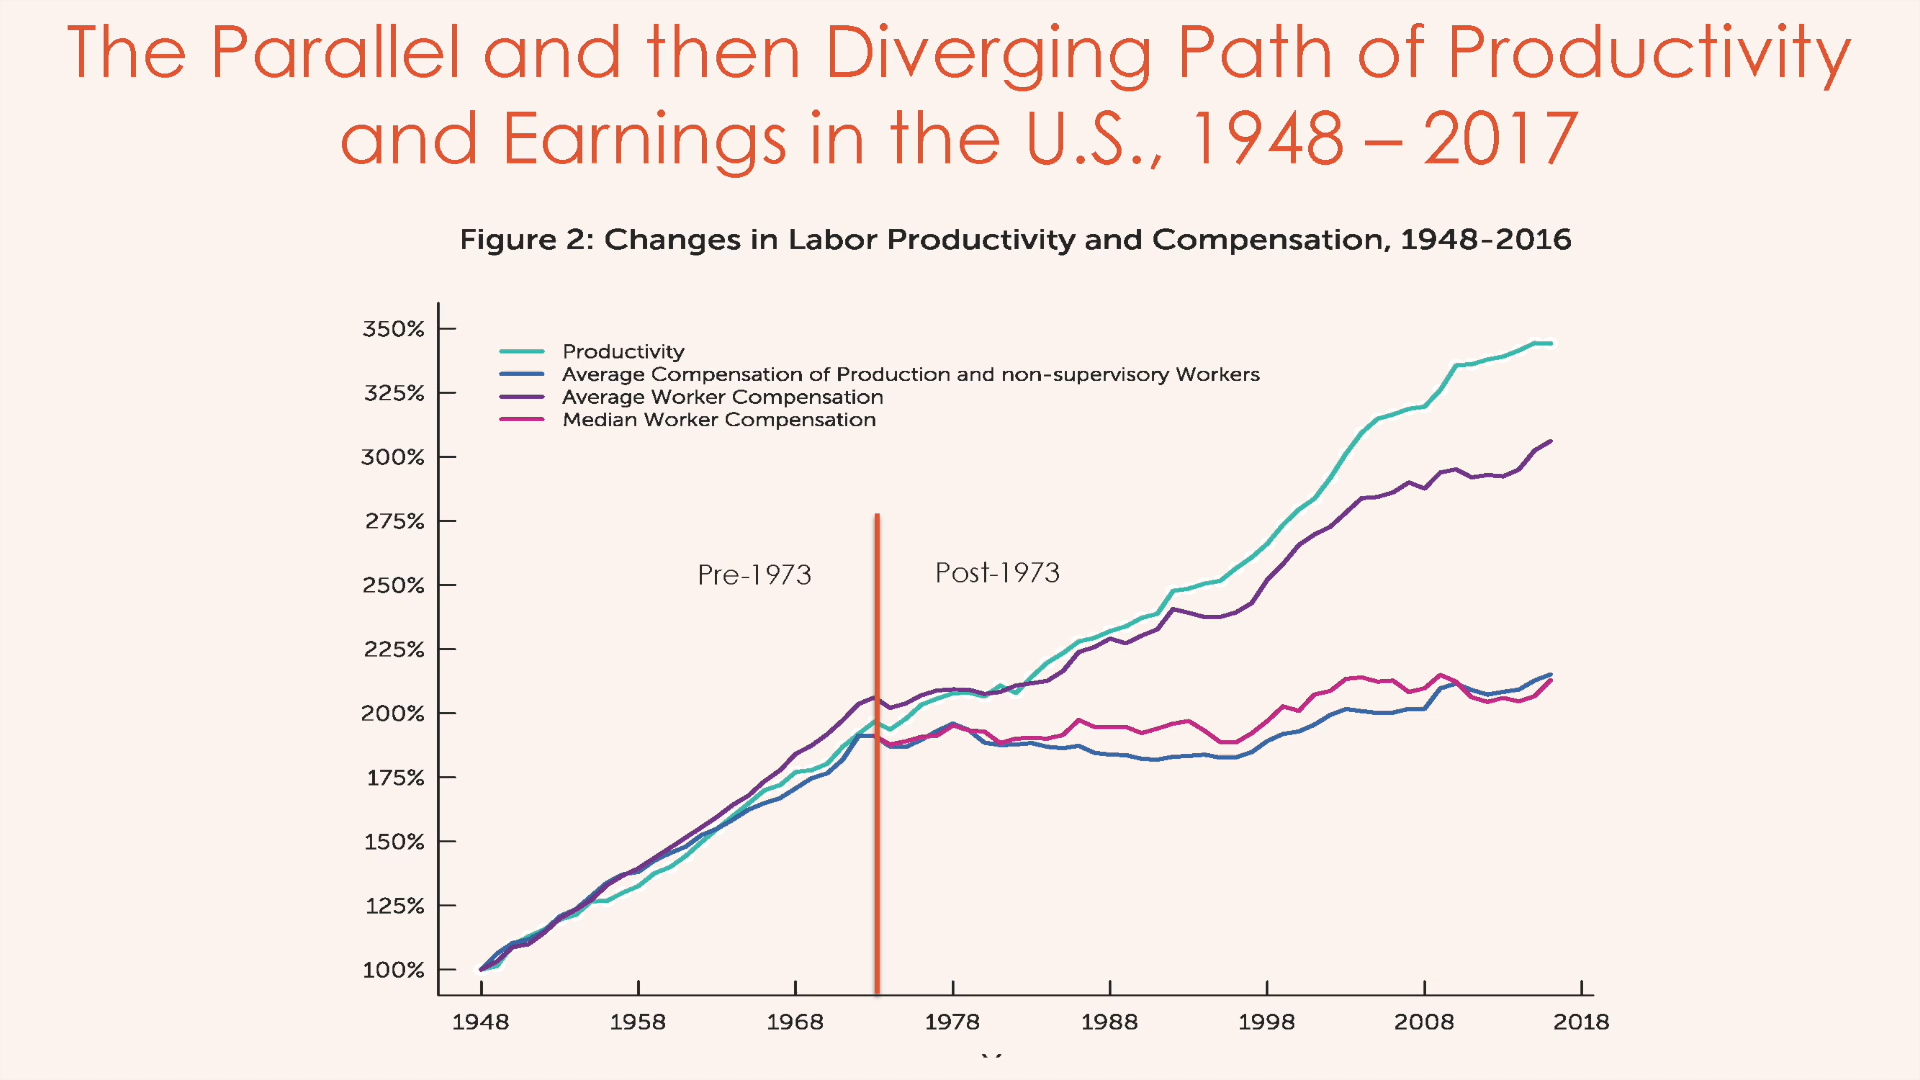 The Parallel and then Diverging Path of Productivity
and Earnings in the U.S., 1948 – 2017
Figure 2: Changes in Labor Productivity and Compensation, 1948-2016
350%
325%
300%
275%
250%
225%
200%
175%
150%
125%
100%
Productivity
Average Compensation of Production and non-supervisory Workers
Average Worker Compensation
Median Worker Compensation
Pre-1973
Post-1973
1948 1958 1968 1978 1988 1998 2008 2018